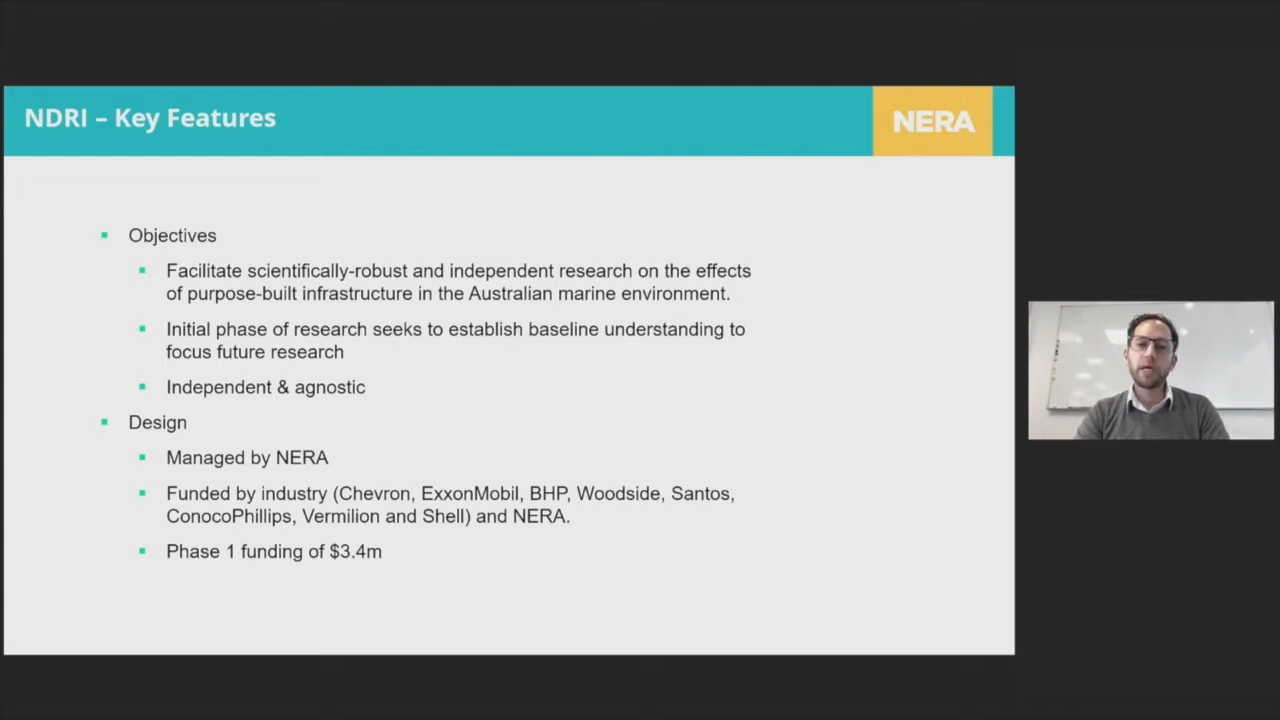 NDRI – Key Features
NERA
Objectives
Facilitate scientifically-robust and independent research on the effects
of purpose-built infrastructure in the Australian marine environment.
Initial phase of research seeks to establish baseline understanding to
focus future research
Independent & agnostic
Design
Managed by NERA
Funded by industry (Chevron, ExxonMobil, BHP, Woodside, Santos,
ConocoPhillips, Vermilion and Shell) and NERA.
Phase 1 funding of $3.4m